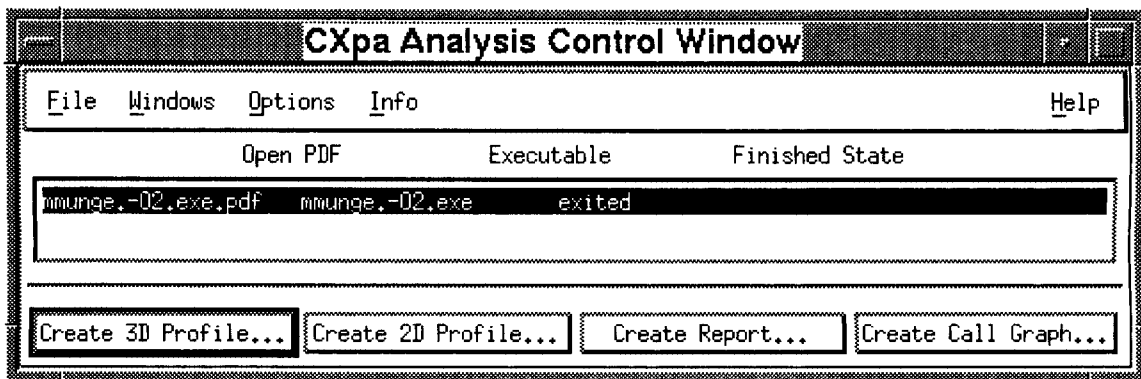 CXpa Analysis Control Window
File Windows Options Info Help
Open PDF Executable Finished State
mmunge.-O2.exe.pdf mmunge.-O2.exe exited
Create 3D Profile... Create 2D Profile... Create Report... Create Call Graph...